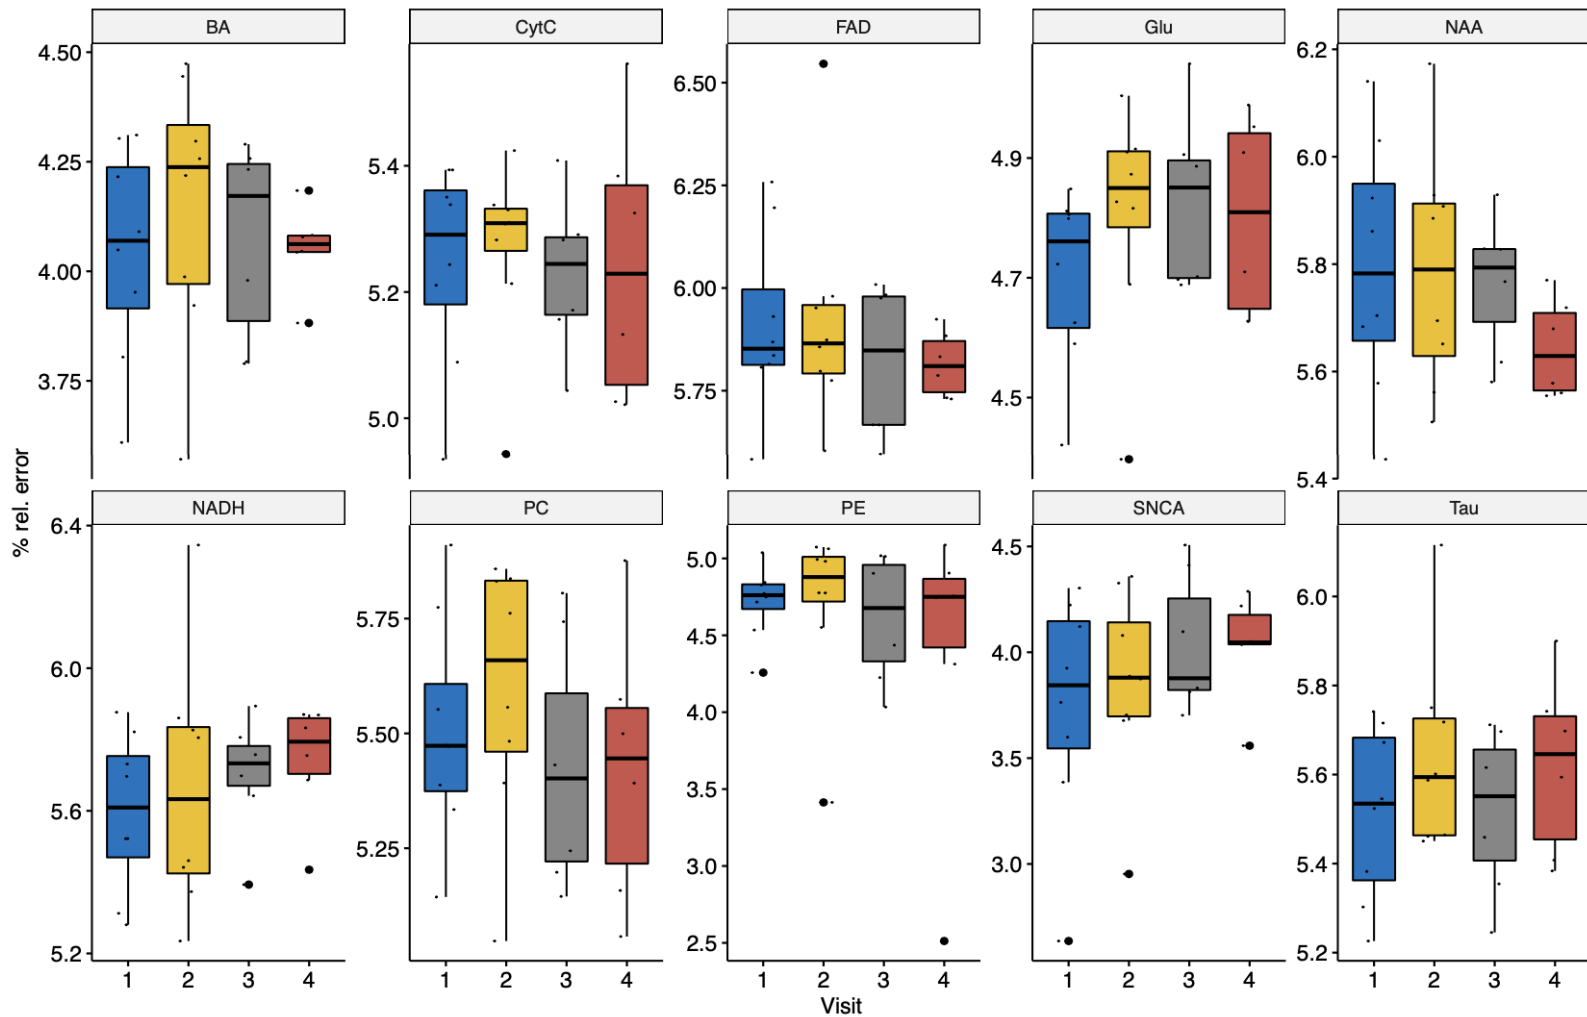 BA CytC FAD Glu NAA
4.50 4.25 4.00 3.75
5.4 5.2 5.0
6.50 6.25 6.00 5.75
4.9 4.7 4.5
6.2 6.0 5.8 5.6 5.4
% rel. error
NADH PC PE SNCA Tau
6.4 6.0 5.6 5.2
5.75 5.50 5.25
5.0 4.5 4.0 3.5 3.0 2.5
4.5 4.0 3.5 3.0
6.0 5.8 5.6 5.4 5.2
1 2 3 4 1 2 3 4 1 2 3 4 1 2 3 4 1 2 3 4
Visit